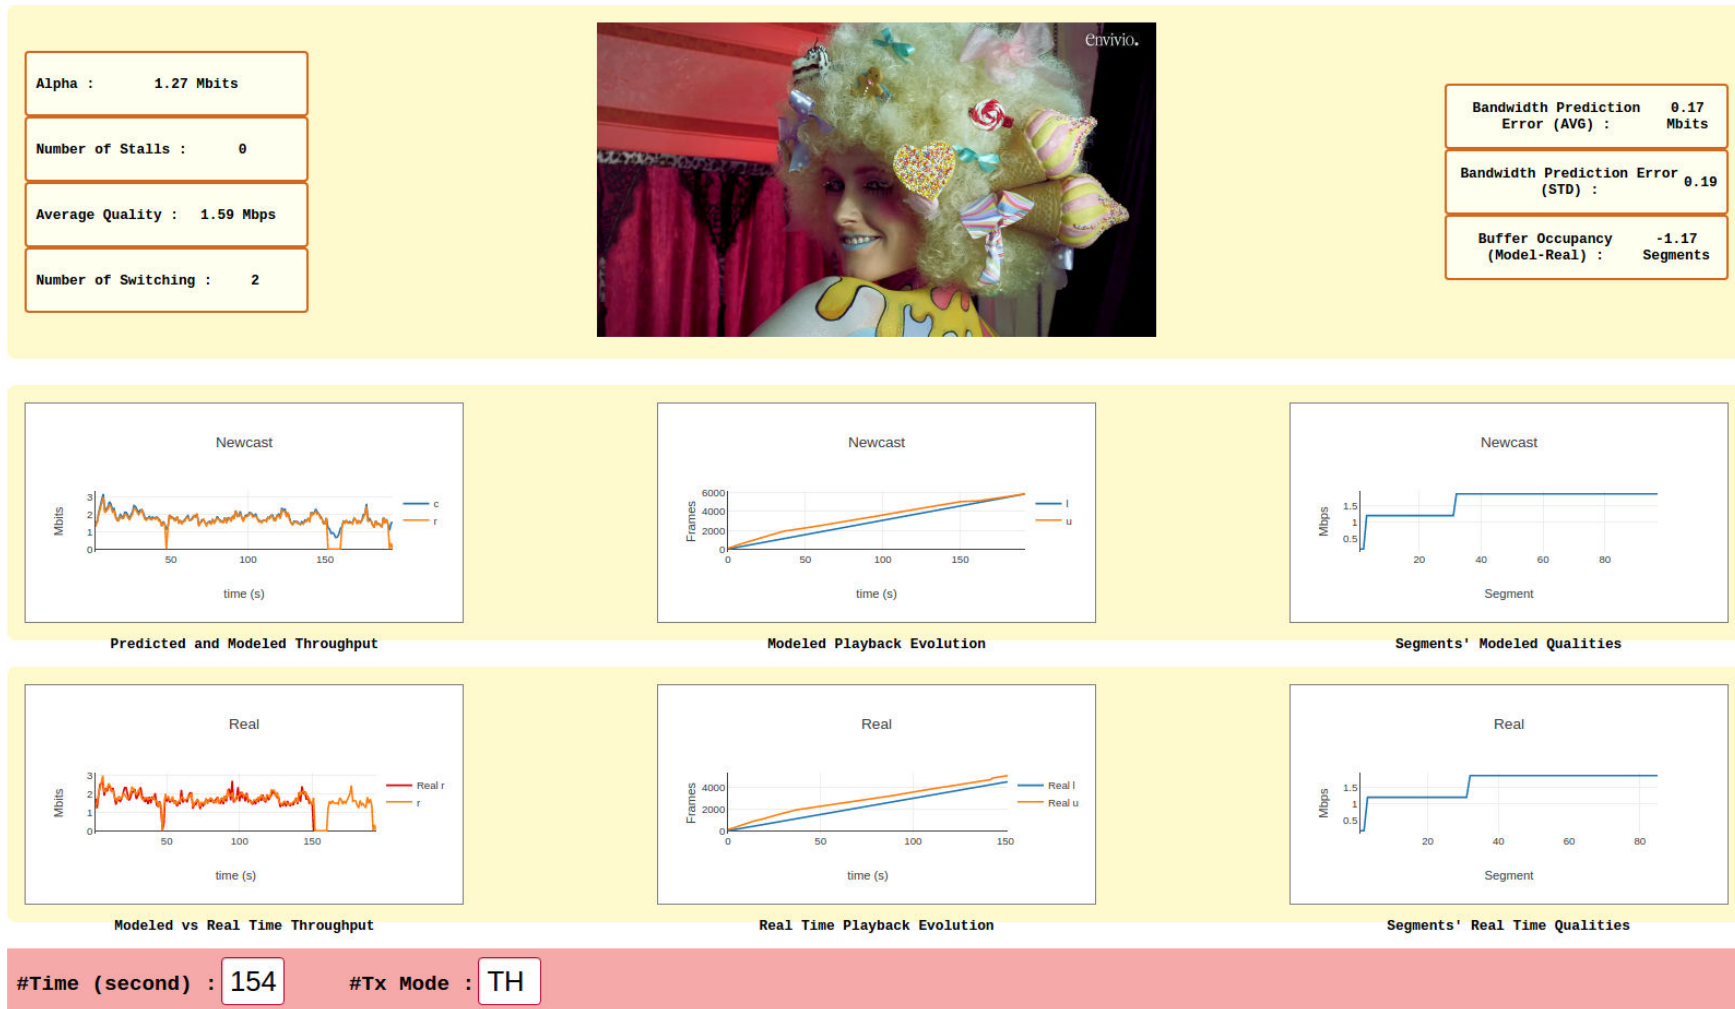 envivio.
Alpha : 1.27 Mbits
Number of Stalls : 0
Average Quality : 1.59 Mbps
Number of Switching : 2
Bandwidth Prediction
Error (AVG) :
0.17
Mbits
Bandwidth Prediction Error
(STD) :
0.19
Buffer Occupancy
(Model-Real) :
-1.17
Segments
Newcast
Mbits
3
2
1
0
50 100 150
time (s)
c
r
Predicted and Modeled Throughput
Newcast
Frames
6000
4000
2000
0
0 50 100 150
time (s)
l
u
Modeled Playback Evolution
Newcast
Mbps
1.5
1
0.5
20 40 60 80
Segment
Segments' Modeled Qualities
Real
Mbits
3
2
1
0
50 100 150
time (s)
Real r
r
Modeled vs Real Time Throughput
Real
Frames
4000
2000
0
0 50 100 150
time (s)
Real l
Real u
Real Time Playback Evolution
Real
Mbps
1.5
1
0.5
20 40 60 80
Segment
Segments' Real Time Qualities
#Time (second) : 154 #Tx Mode : TH